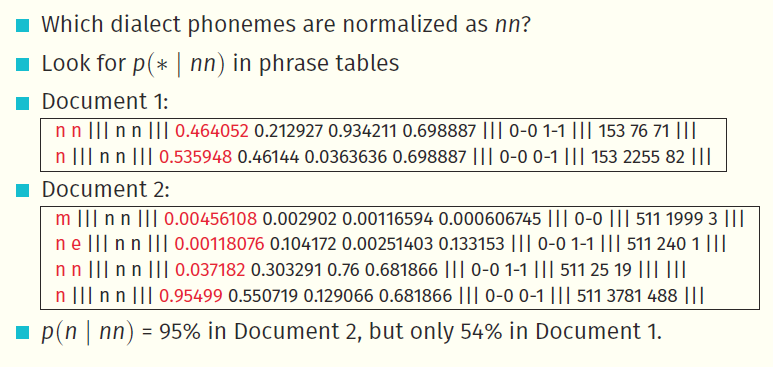 Which dialect phonemes are normalized as nn?
Look for p(∗ | nn) in phrase tables
Document 1:
n n ||| n n ||| 0.464052 0.212927 0.934211 0.698887 ||| 0-0 1-1 ||| 153 76 71 |||
n ||| n n ||| 0.535948 0.46144 0.0363636 0.698887 ||| 0-0 0-1 ||| 153 2255 82 |||
Document 2:
m ||| n n ||| 0.00456108 0.002902 0.00116594 0.000606745 ||| 0-0 ||| 511 1999 3 |||
n e ||| n n ||| 0.00118076 0.104172 0.00251403 0.133153 ||| 0-0 1-1 ||| 511 240 1 |||
n n ||| n n ||| 0.037182 0.303291 0.76 0.681866 ||| 0-0 1-1 ||| 511 25 19 ||| |||
n ||| n n ||| 0.95499 0.550719 0.129066 0.681866 ||| 0-0 0-1 ||| 511 3781 488 |||
p(n | nn) = 95% in Document 2, but only 54% in Document 1.